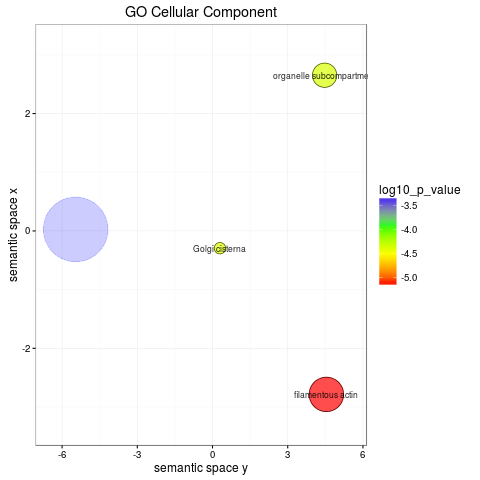 GO Cellular Component
organelle subcompartme
Golgi cisterna
filamentous actin
2
0
-2
semantic space x
-6
-3
0
3
6
semantic space y
log10_p_value
-3.5
-4.0
-4.5
-5.0